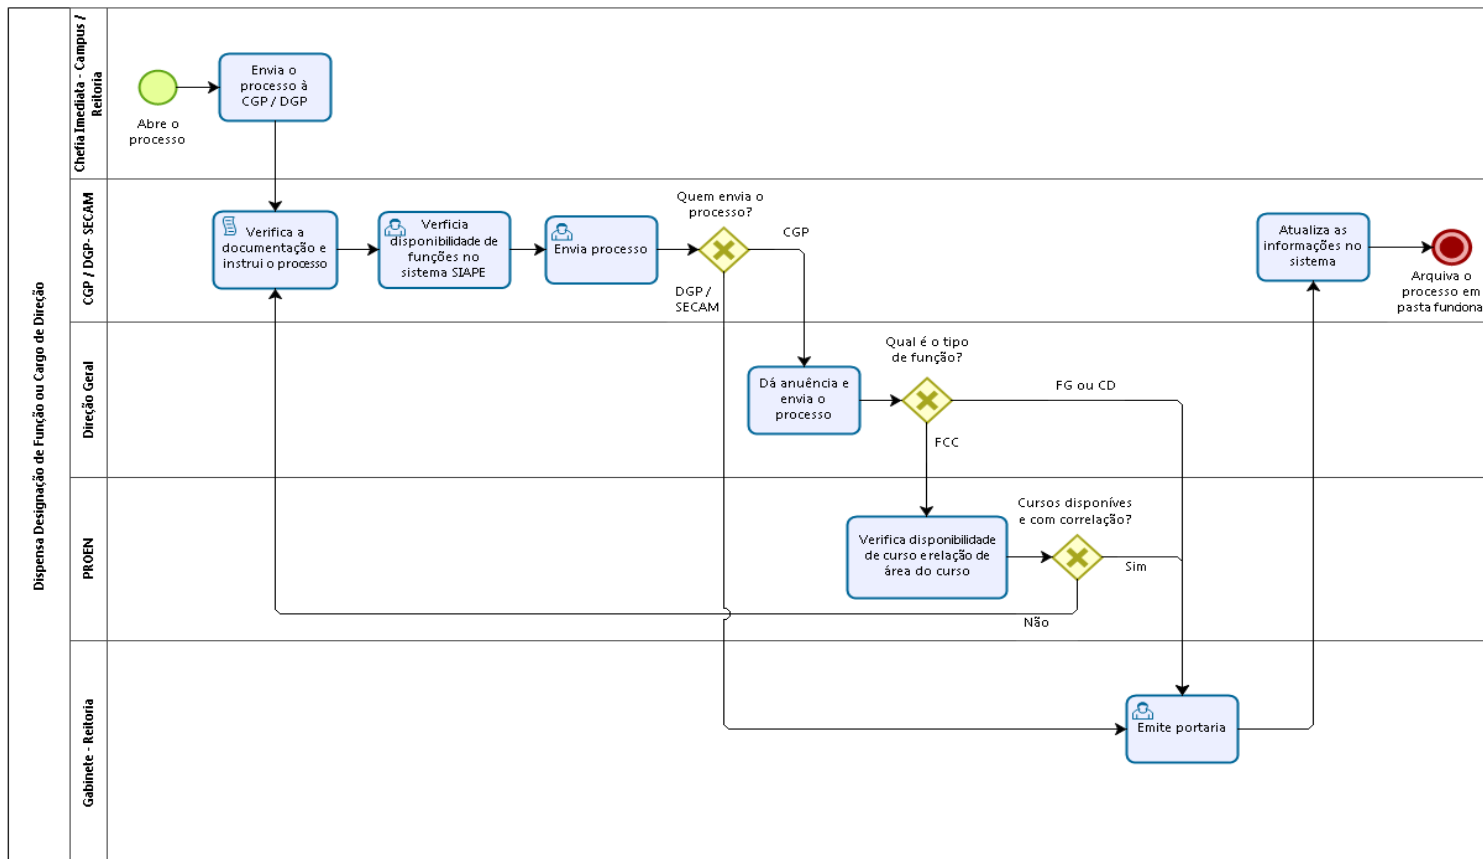 Dispensa Designação de Função ou Cargo de Direção
Chefia Imediata - Campus /
Reitoria
Abre o
processo
Envia o
processo à
CGP / DGP
CGP / DGP- SECAM
Verifica a
documentação e
instrui o processo
Verficia
disponibilidade de
funções no
sistema SIAPE
Envia processo
Quem envia o
processo?
CGP
DGP /
SECAM
Atualiza as
informações no
sistema
Arquiva o
processo em
pasta funciona
Direção Geral
Dá anuência e
envia o
processo
Qual é o tipo
de função?
FG ou CD
FCC
PROEN
Verifica disponibilidade
de curso e relação de
área do curso
Cursos disponíves
e com correlação?
Sim
Não
Gabinete - Reitoria
Emite portaria